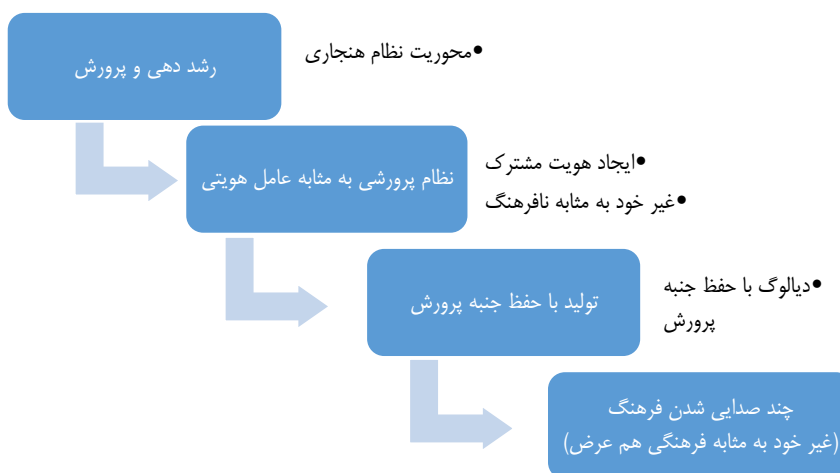 رشد دهی و پرورش
•محوریت نظام هنجاری
نظام پرورشی به مثابه عامل هویتی
•ایجاد هویت مشترک
•غیر خود به مثابه نافرهنگ
تولید با حفظ جنبه پرورش
•دیالوگ با حفظ جنبه
پرورش
چند صدایی شدن فرهنگ
(غیر خود به مثابه فرهنگی هم عرض)